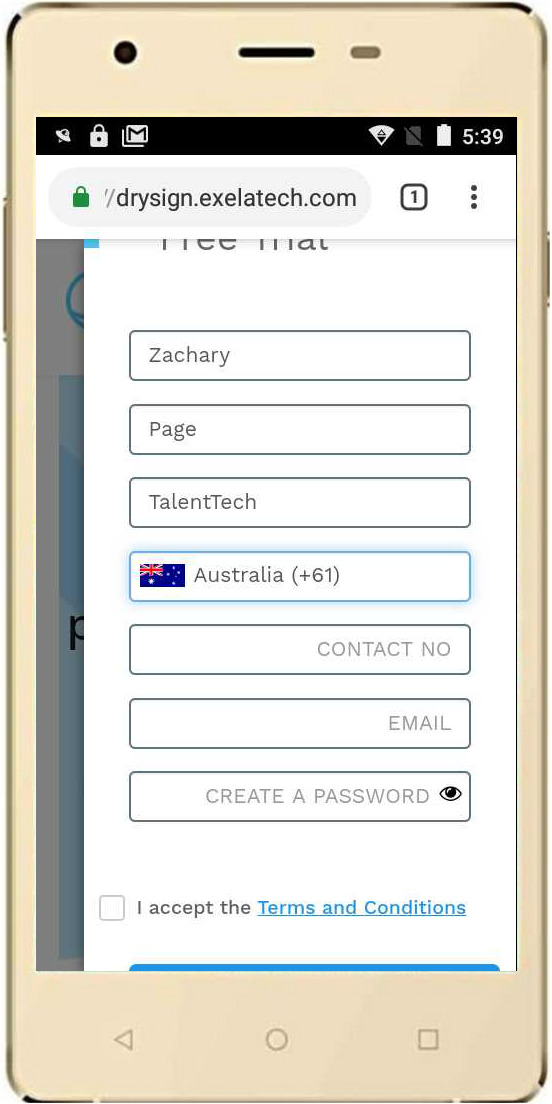 5:39
//drysign.exelatech.com
1
Free Trial
Zachary
Page
TalentTech
Australia (+61)
CONTACT NO
p
EMAIL
CREATE A PASSWORD
I accept the Terms and Conditions